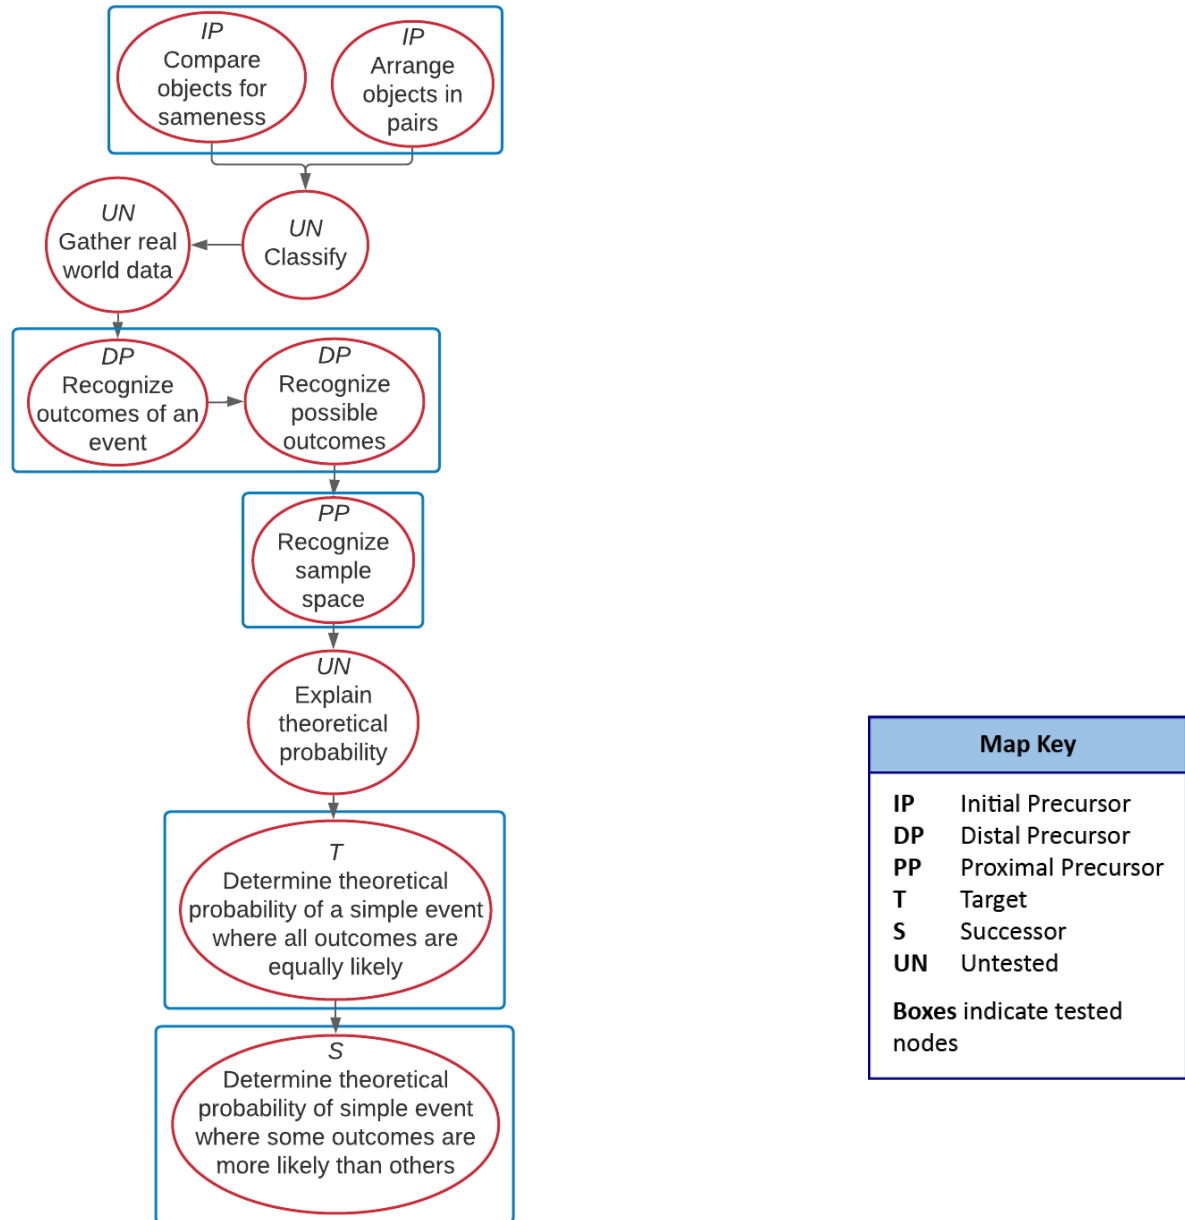 IP
Compare
objects for
sameness
IP
Arrange
objects in
pairs
UN
Gather real
world data
UN
Classify
DP
Recognize
outcomes of an
event
DP
Recognize
possible
outcomes
PP
Recognize
sample
space
UN
Explain
theoretical
probability
T
Determine theoretical
probability of a simple event
where all outcomes are
equally likely
S
Determine theoretical
probability of simple event
where some outcomes are
more likely than others
Map Key
IP Initial Precursor
DP Distal Precursor
PP Proximal Precursor
T Target
S Successor
UN Untested
Boxes indicate tested
nodes